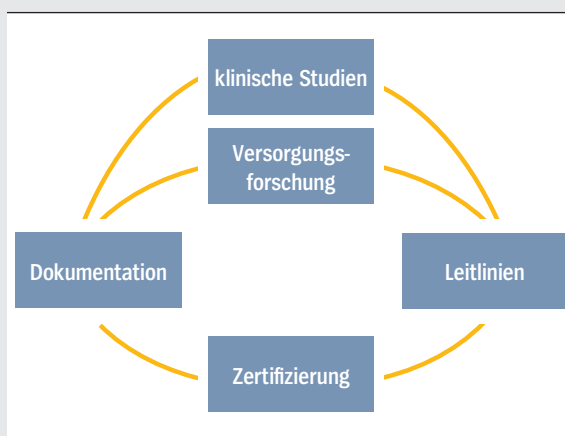 klinische Studien
Versorgungs-
forschung
Dokumentation
Leitlinien
Zertifizierung